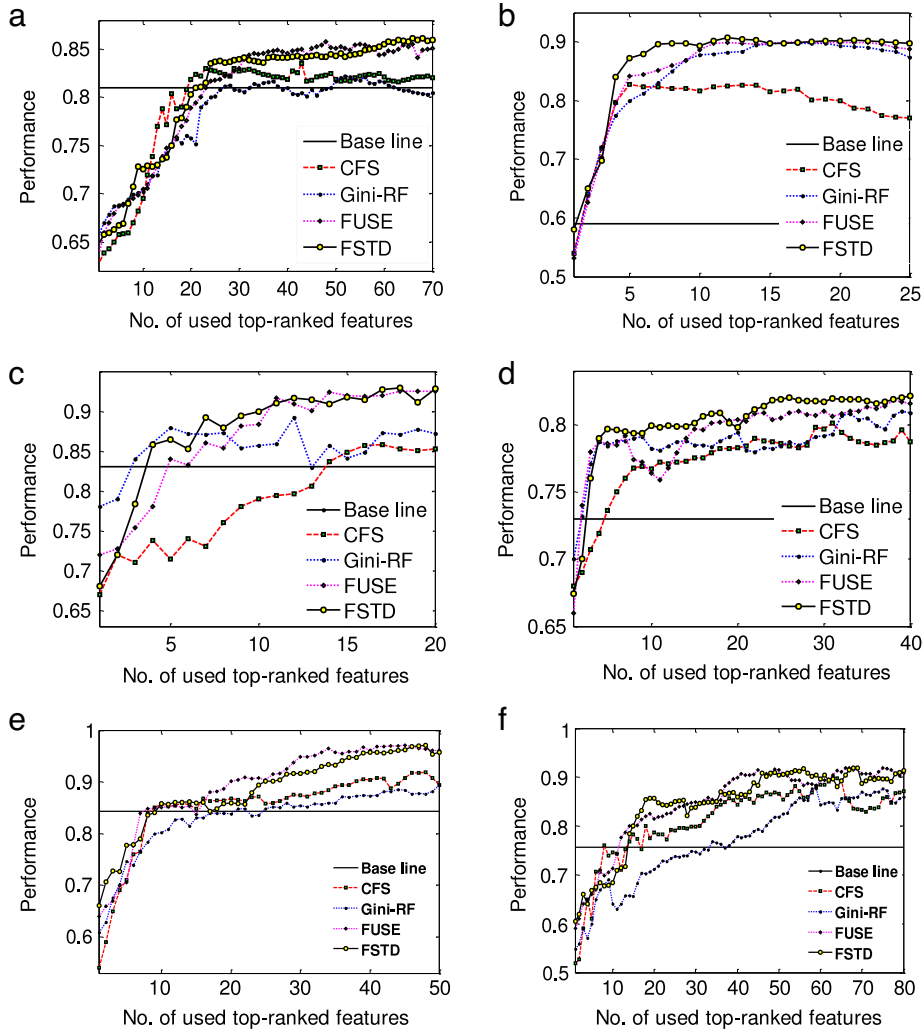 a
0.85
0.8
0.75
0.7
0.65
Performance
10 20 30 40 50 60 70
No. of used top-ranked features
Base line
CFS
Gini-RF
FUSE
FSTD
b
1
0.9
0.8
0.7
0.6
0.5
Performance
5 10 15 20 25
No. of used top-ranked features
Base line
CFS
Gini-RF
FUSE
FSTD
c
0.9
0.85
0.8
0.75
0.7
0.65
Performance
5 10 15 20
No. of used top-ranked features
Base line
CFS
Gini-RF
FUSE
FSTD
d
0.8
0.75
0.7
0.65
Performance
10 20 30 40
No. of used top-ranked features
Base line
CFS
Gini-RF
FUSE
FSTD
e
1
0.9
0.8
0.7
0.6
Performance
10 20 30 40 50
No. of used top-ranked features
Base line
CFS
Gini-RF
FUSE
FSTD
f
1
0.9
0.8
0.7
0.6
0.5
Performance
10 20 30 40 50 60 70 80
No. of used top-ranked features
Base line
CFS
Gini-RF
FUSE
FSTD